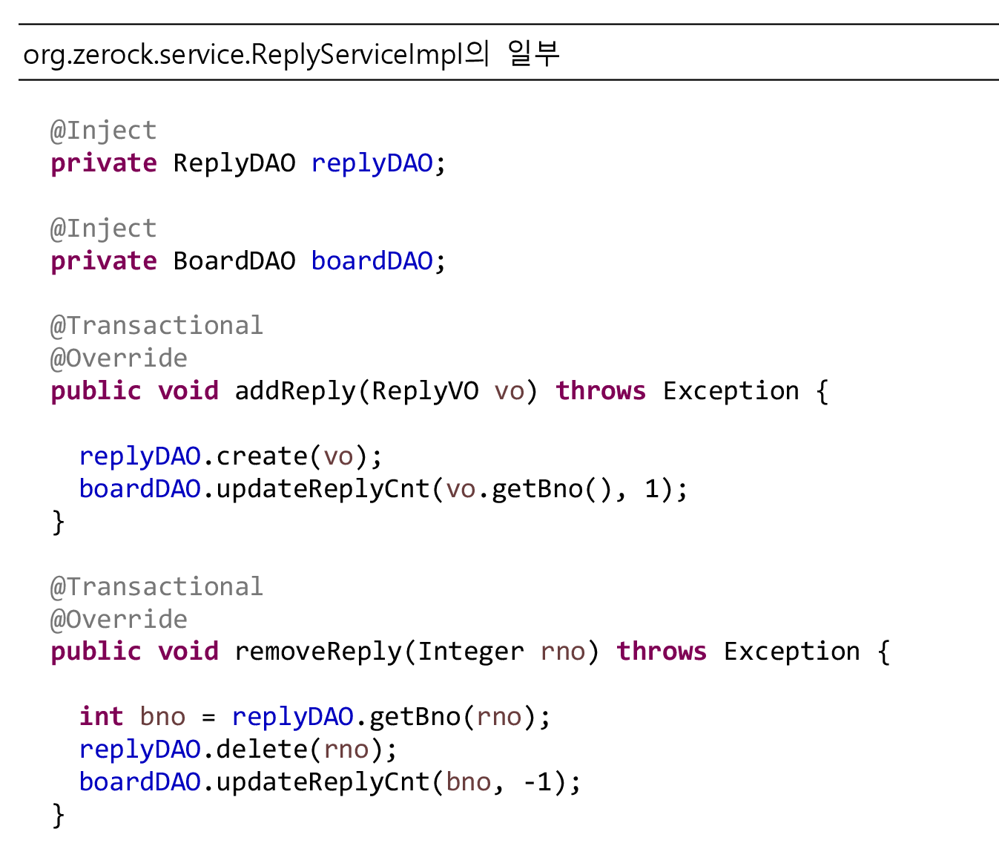 org.zerock.service.ReplyServiceImpl의 일부
@Inject
private ReplyDAO replyDAO;
@Inject
private BoardDAO boardDAO;
@Transactional
@Override
public void addReply(ReplyVO vo) throws Exception {
replyDAO.create(vo);
boardDAO.updateReplyCnt(vo.getBno(), 1);
}
@Transactional
@Override
public void removeReply(Integer rno) throws Exception {
int bno = replyDAO.getBno(rno);
replyDAO.delete(rno);
boardDAO.updateReplyCnt(bno, -1);
}